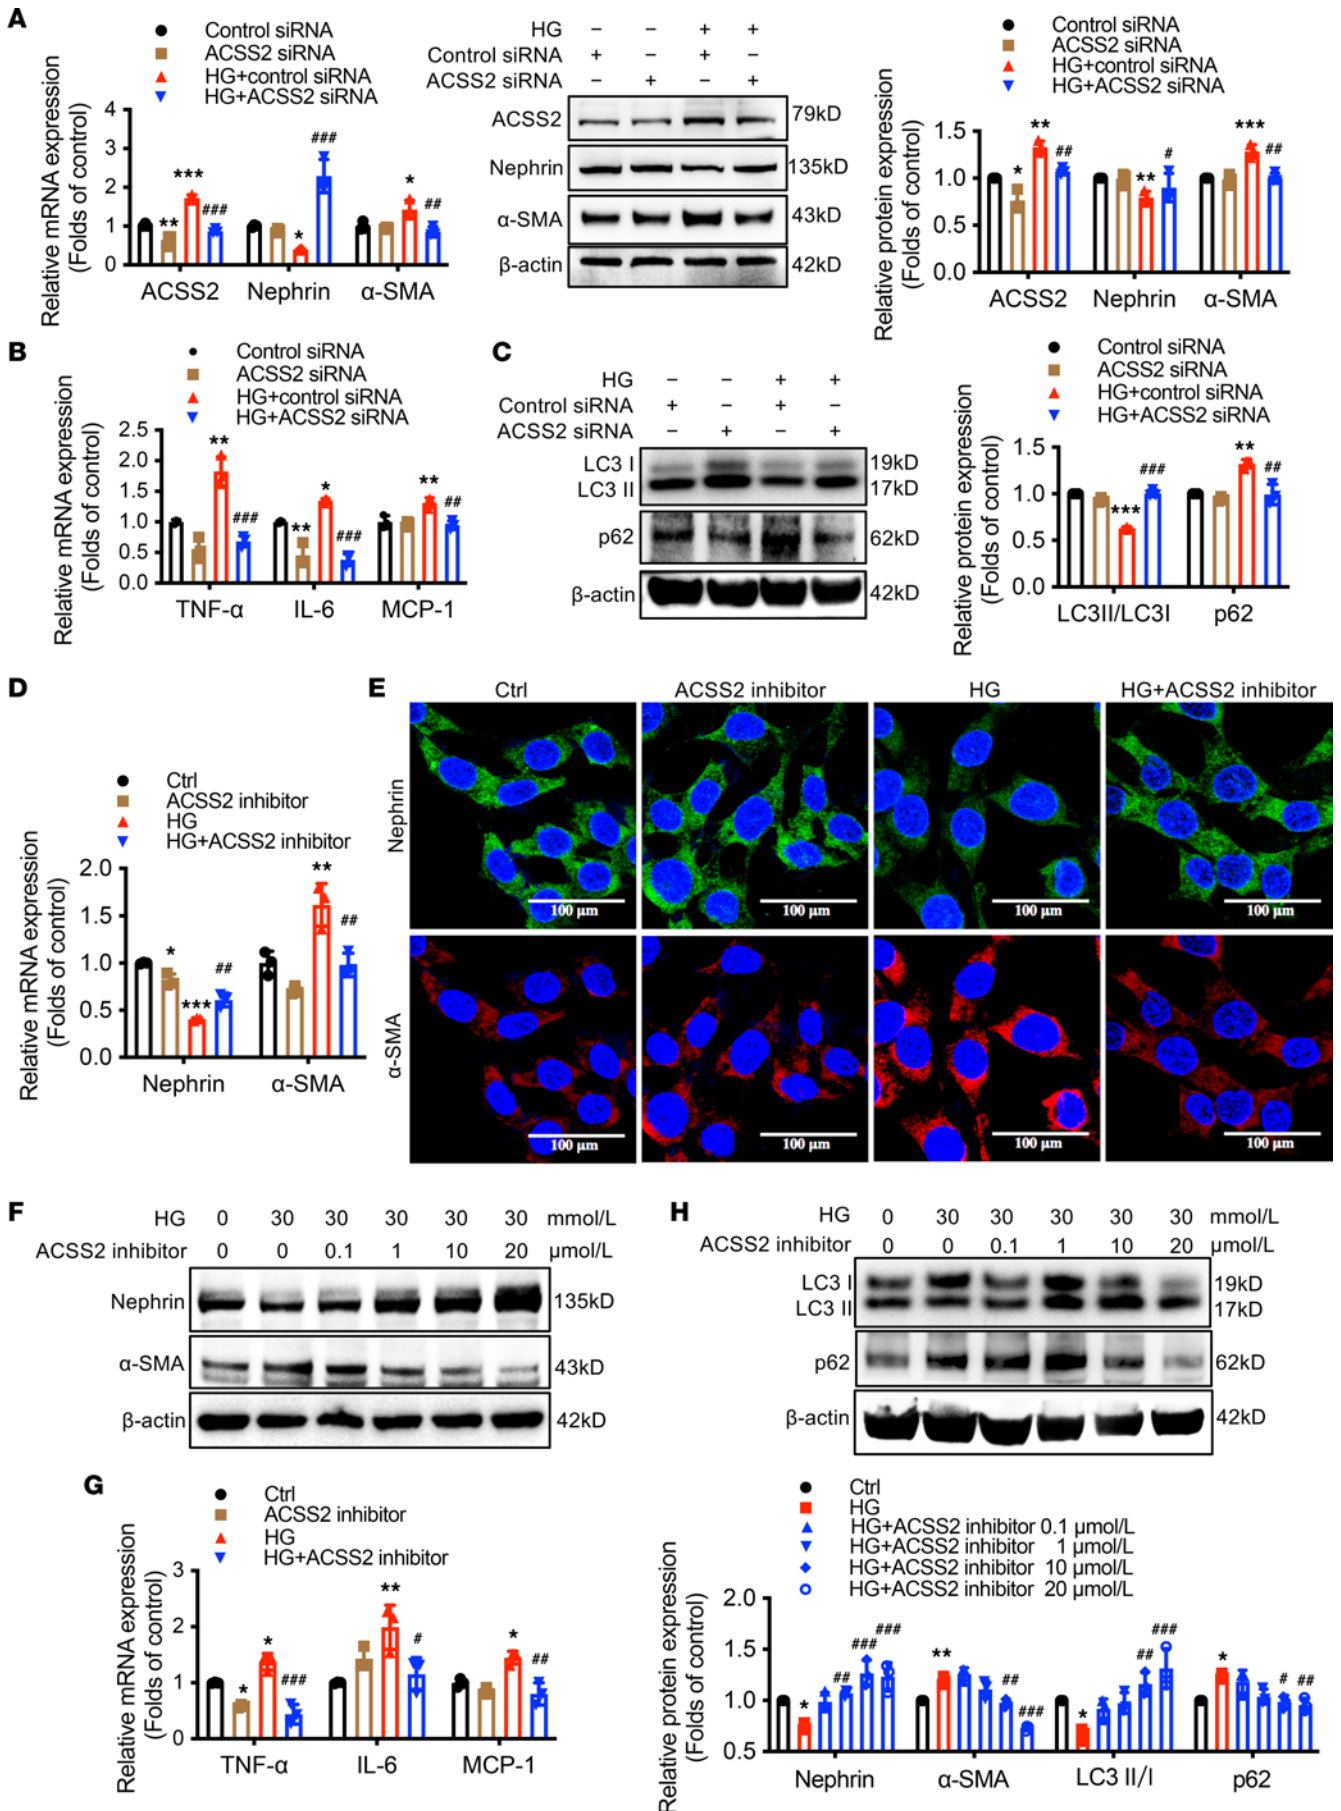 A
Control siRNA
ACSS2 siRNA
HG+control siRNA
HG+ACSS2 siRNA
Relative mRNA expression
(Folds of control)
4
3
2
1
0
*** ** ### * ### * ##
ACSS2 Nephrin α-SMA
HG − − + +
Control siRNA + − + −
ACSS2 siRNA − + − +
ACSS2 79kD
Nephrin 135kD
α-SMA 43kD
β-actin 42kD
Control siRNA
ACSS2 siRNA
HG+control siRNA
HG+ACSS2 siRNA
Relative protein expression
(Folds of control)
1.5
1.0
0.5
0
* ** ## ** # *** ##
ACSS2 Nephrin α-SMA
B
Control siRNA
ACSS2 siRNA
HG+control siRNA
HG+ACSS2 siRNA
Relative mRNA expression
(Folds of control)
2.5
2.0
1.5
1.0
0.5
0.0
** ### ** * ### ** ##
TNF-α IL-6 MCP-1
C
HG − − + +
Control siRNA + − + −
ACSS2 siRNA − + − +
LC3 I 19kD
LC3 II 17kD
p62 62kD
β-actin 42kD
Control siRNA
ACSS2 siRNA
HG+control siRNA
HG+ACSS2 siRNA
Relative protein expression
(Folds of control)
1.5
1.0
0.5
0.0
*** ### ** ##
LC3II/LC3I p62
D
Ctrl
ACSS2 inhibitor
HG
HG+ACSS2 inhibitor
Relative mRNA expression
(Folds of control)
2.0
1.5
1.0
0.5
0.0
* *** ## ** ##
Nephrin α-SMA
E
Ctrl ACSS2 inhibitor HG HG+ACSS2 inhibitor
Nephrin
100 µm 100 µm 100 µm 100 µm
α-SMA
100 µm 100 µm 100 µm 100 µm
F
HG 0 30 30 30 30 30 mmol/L
ACSS2 inhibitor 0 0 0.1 1 10 20 µmol/L
Nephrin 135kD
α-SMA 43kD
β-actin 42kD
H
HG 0 30 30 30 30 30 mmol/L
ACSS2 inhibitor 0 0 0.1 1 10 20 µmol/L
LC3 I 19kD
LC3 II 17kD
p62 62kD
β-actin 42kD
G
Ctrl
ACSS2 inhibitor
HG
HG+ACSS2 inhibitor
Relative mRNA expression
(Folds of control)
3
2
1
0
* * ### ** # * ##
TNF-α IL-6 MCP-1
Ctrl
HG
HG+ACSS2 inhibitor 0.1 µmol/L
HG+ACSS2 inhibitor 1 µmol/L
HG+ACSS2 inhibitor 10 µmol/L
HG+ACSS2 inhibitor 20 µmol/L
Relative protein expression
(Folds of control)
2.0
1.5
1.0
0.5
* ## ### ### ** ## ### * ## ### * # ##
Nephrin α-SMA LC3 II/I p62